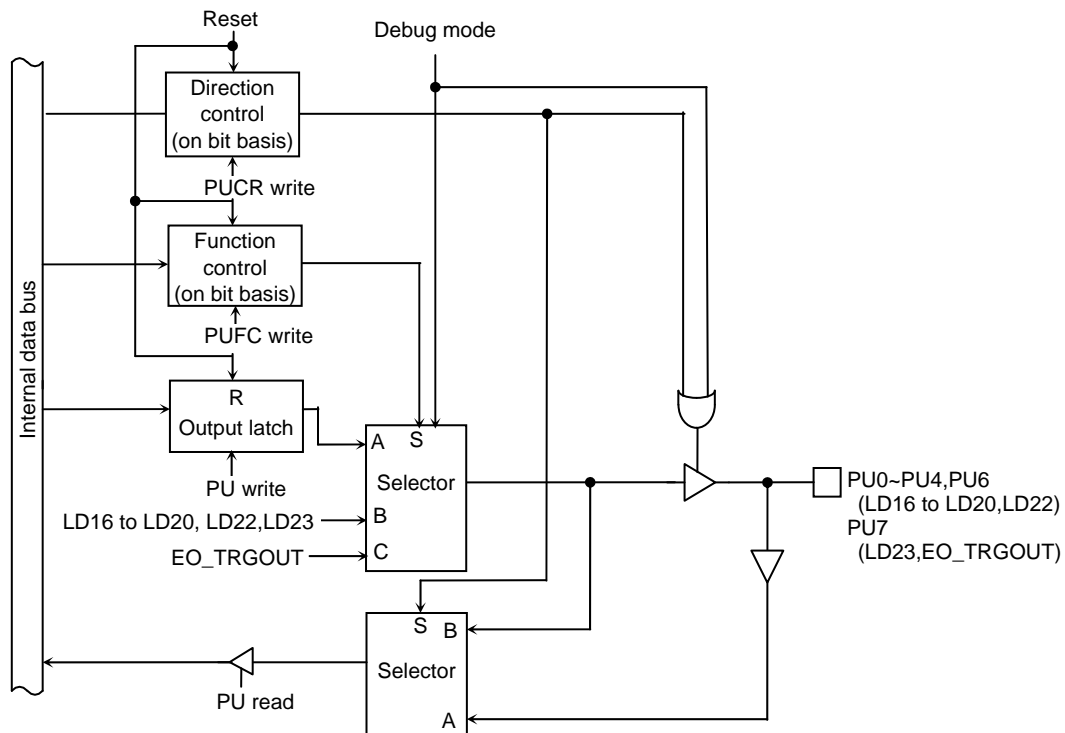 Reset
Debug mode
Direction
control
(on bit basis)
PUCR write
Function
control
(on bit basis)
PUFC write
Internal data bus
R
Output latch
PU write
A
S
Selector
B
C
LD16 to LD20, LD22,LD23
EO_TRGOUT
PU0~PU4,PU6
(LD16 to LD20,LD22)
PU7
(LD23,EO_TRGOUT)
S
B
Selector
A
PU read